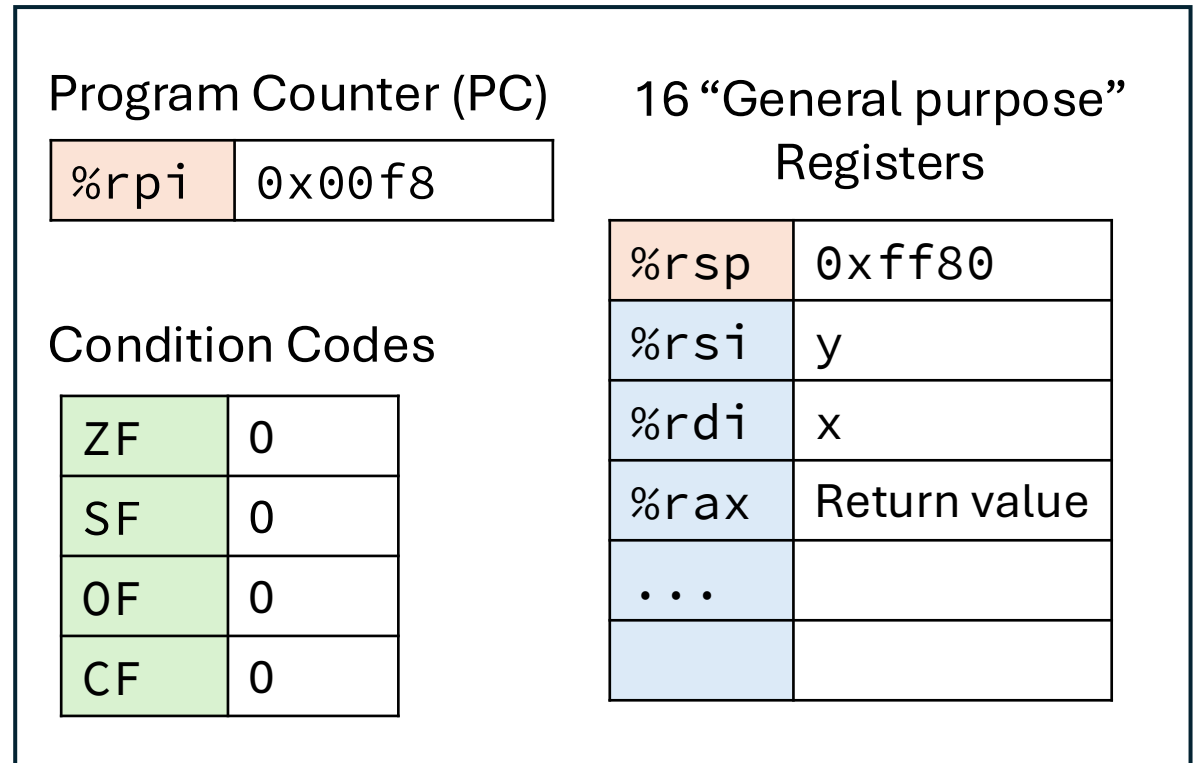 Program Counter (PC)
%rpi 0x00f8
Condition Codes
ZF 0
SF 0
OF 0
CF 0
16 “General purpose”
Registers
%rsp 0xff80
%rsi y
%rdi x
%rax Return value
...